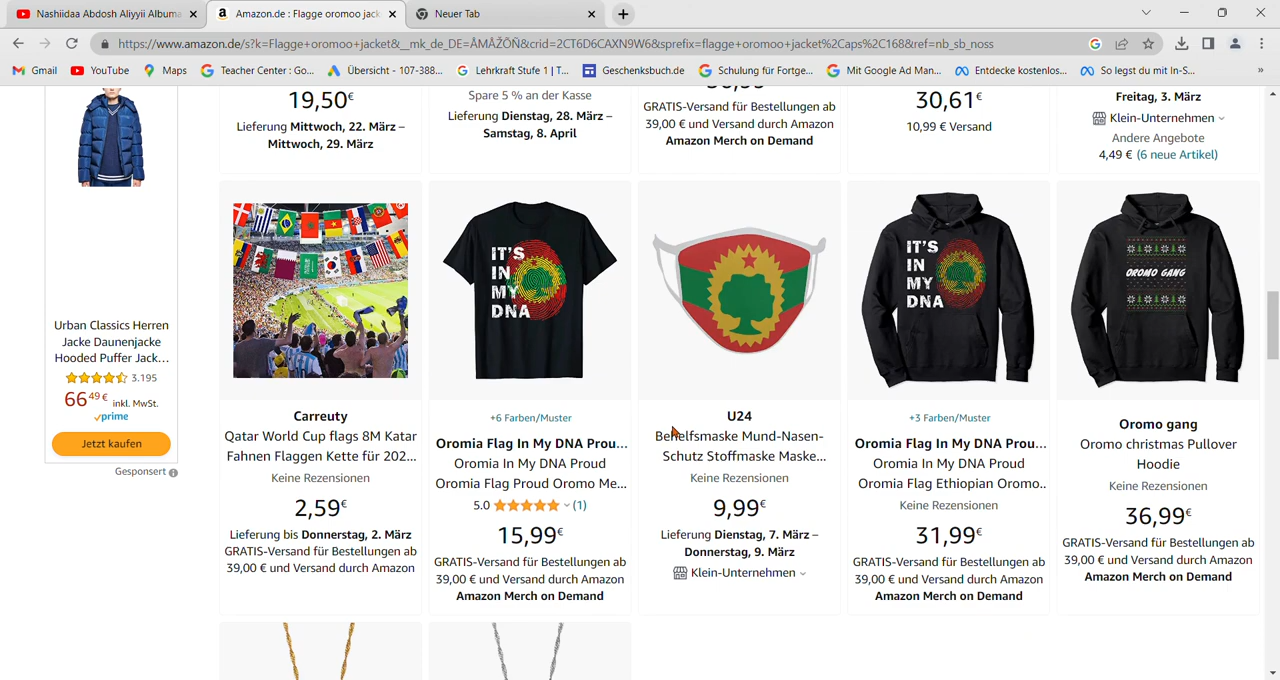 Nashiidaa Abdosh Aliyyii Albuma
Amazon.de : Flagge oromoo jack
Neuer Tab
https://www.amazon.de/s?k=Flagge+oromoo+jacket&__mk_de_DE=ÅMÅŽÕÑ&crid=2CT6D6CAXN9W6&sprefix=flagge+oromoo+jacket%2Caps%2C168&ref=nb_sb_noss
Gmail
YouTube
Maps
Teacher Center : Go...
Übersicht - 107-388...
Lehrkraft Stufe 1 | T...
Geschenksbuch.de
Schulung für Fortge...
Mit Google Ad Man...
Entdecke kostenlos...
So legst du mit In-S...
»
Urban Classics Herren
Jacke Daunenjacke
Hooded Puffer Jack...
3.195
66,49€ inkl. MwSt.
prime
Jetzt kaufen
Gesponsert
19,50€
Lieferung Mittwoch, 22. März –
Mittwoch, 29. März
Spare 5 % an der Kasse
Lieferung Dienstag, 28. März –
Samstag, 8. April
GRATIS-Versand für Bestellungen ab
39,00 € und Versand durch Amazon
Amazon Merch on Demand
30,61€
10,99 € Versand
Freitag, 3. März
Klein-Unternehmen
Andere Angebote
4,49 € (6 neue Artikel)
Carreuty
Qatar World Cup flags 8M Katar
Fahnen Flaggen Kette für 202...
Keine Rezensionen
2,59€
Lieferung bis Donnerstag, 2. März
GRATIS-Versand für Bestellungen ab
39,00 € und Versand durch Amazon
IT'S
IN
MY
DNA
+6 Farben/Muster
Oromia Flag In My DNA Prou...
Oromia In My DNA Proud
Oromia Flag Proud Oromo Me...
5.0 (1)
15,99€
GRATIS-Versand für Bestellungen ab
39,00 € und Versand durch Amazon
Amazon Merch on Demand
U24
Behelfsmaske Mund-Nasen-
Schutz Stoffmaske Maske...
Keine Rezensionen
9,99€
Lieferung Dienstag, 7. März –
Donnerstag, 9. März
Klein-Unternehmen
IT'S
IN
MY
DNA
+3 Farben/Muster
Oromia Flag In My DNA Prou...
Oromia In My DNA Proud
Oromia Flag Ethiopian Oromo..
Keine Rezensionen
31,99€
GRATIS-Versand für Bestellungen ab
39,00 € und Versand durch Amazon
Amazon Merch on Demand
OROMO GANG
Oromo gang
Oromo christmas Pullover
Hoodie
Keine Rezensionen
36,99€
GRATIS-Versand für Bestellungen ab
39,00 € und Versand durch Amazon
Amazon Merch on Demand